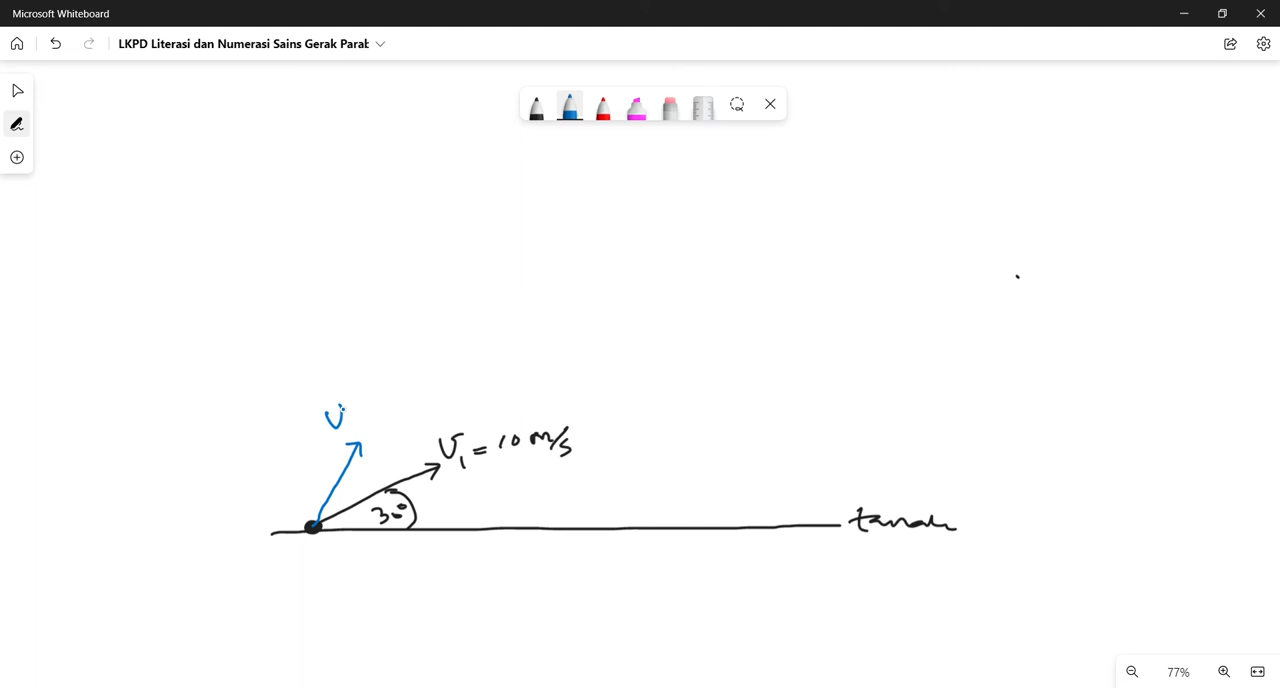 Microsoft Whiteboard
LKPD Literasi dan Numerasi Sains Gerak Parab
V
V₁ = 10 m/s
30°
tanah
77%